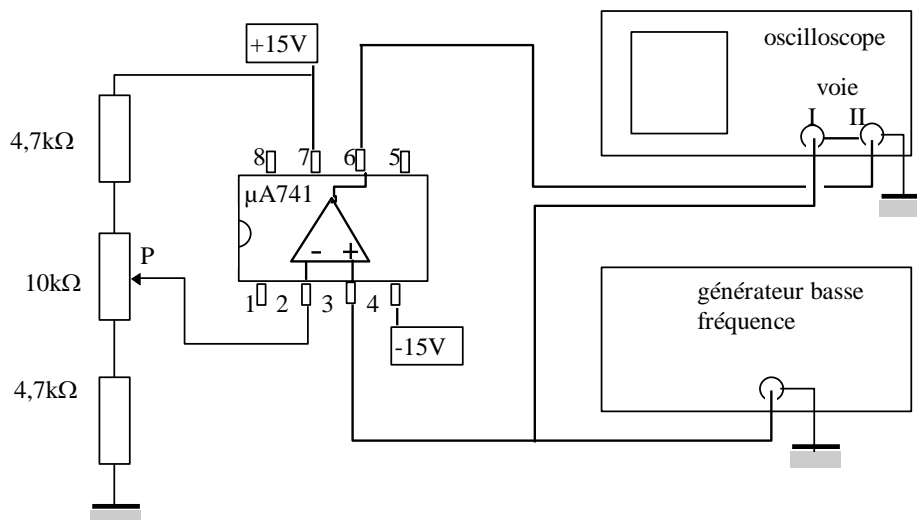 +15V
oscilloscope
voie
I II
4,7kΩ
8 7 6 5
µA741
- +
P
10kΩ
1 2 3 4
-15V
générateur basse
fréquence
4,7kΩ